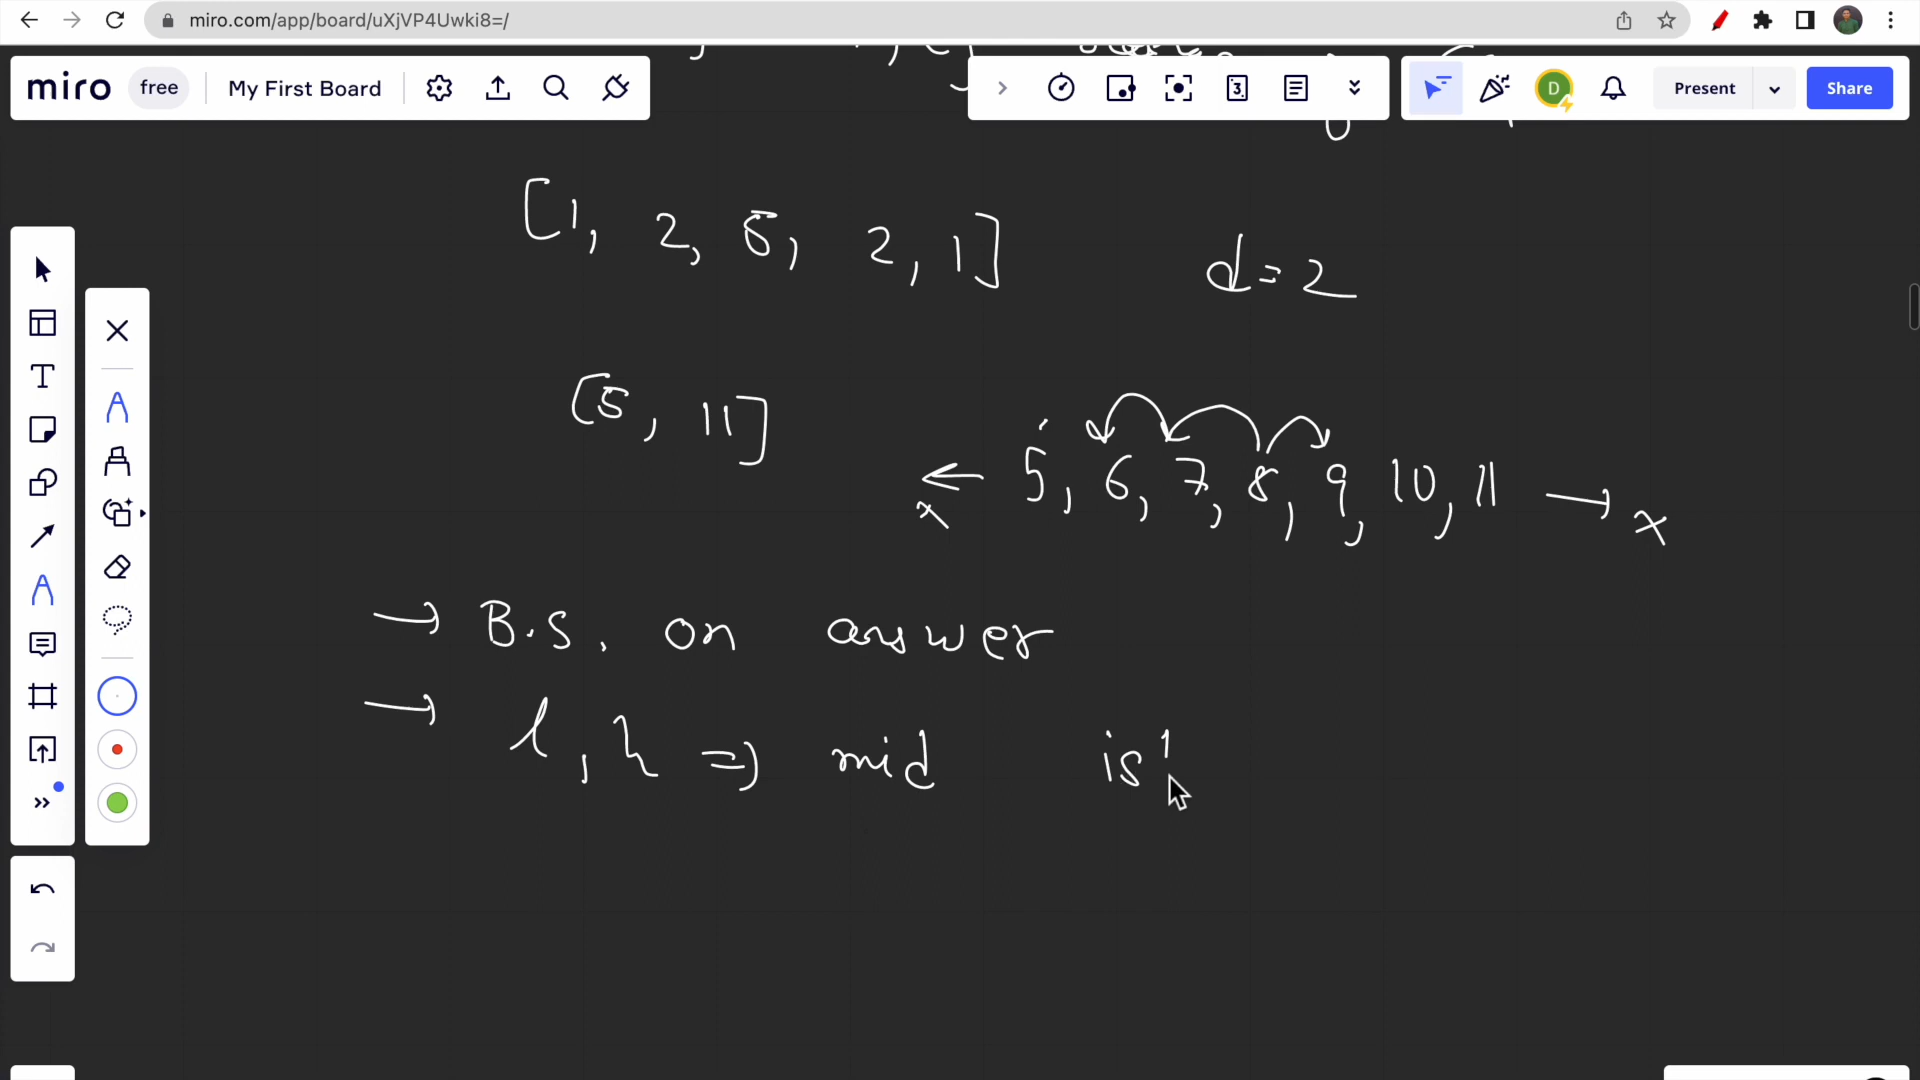 miro.com/app/board/uXjVP4Uwki8=/
miro free My First Board Present Share
D
3
[1, 2, 5, 2, 1] d=2
[5, 11]
← 5, 6, 7, 8, 9, 10, 11 → x
x
→ B.S. on answer
→ l, h => mid is